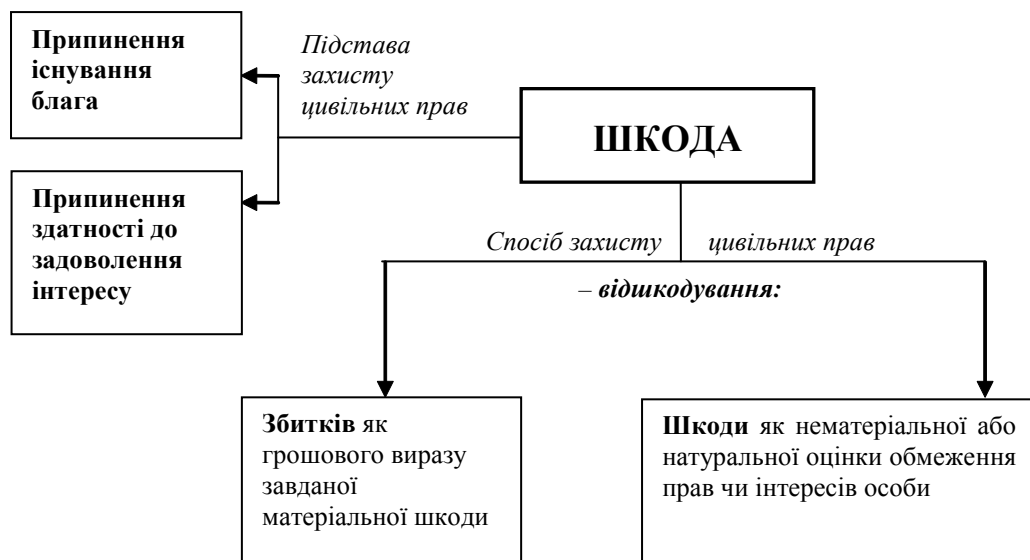 Припинення
існування
блага
Підстава
захисту
цивільних прав
ШКОДА
Припинення
здатності до
задоволення
інтересу
Спосіб захисту цивільних прав
– відшкодування:
Збитків як
грошового виразу
завданої
матеріальної шкоди
Шкоди як нематеріальної або
натуральної оцінки обмеження
прав чи інтересів особи